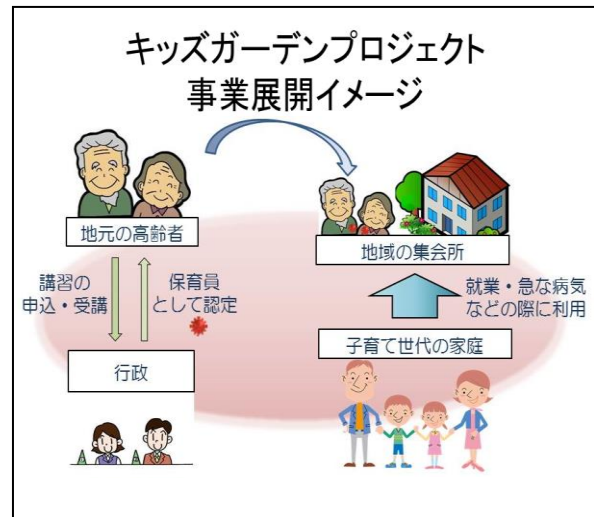 キッズガーデンプロジェクト
事業展開イメージ
地元の高齢者
地域の集会所
講習の
申込・受講
保育員
として認定
就業・急な病気
などの際に利用
行政
子育て世代の家庭